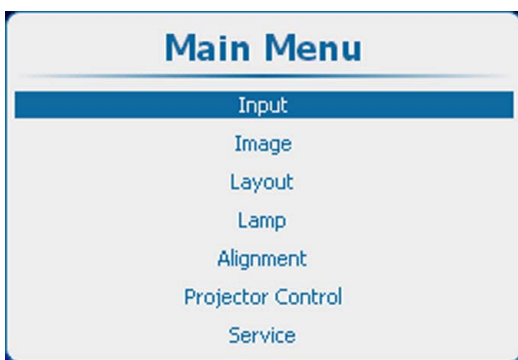 Main Menu
Input
Image
Layout
Lamp
Alignment
Projector Control
Service